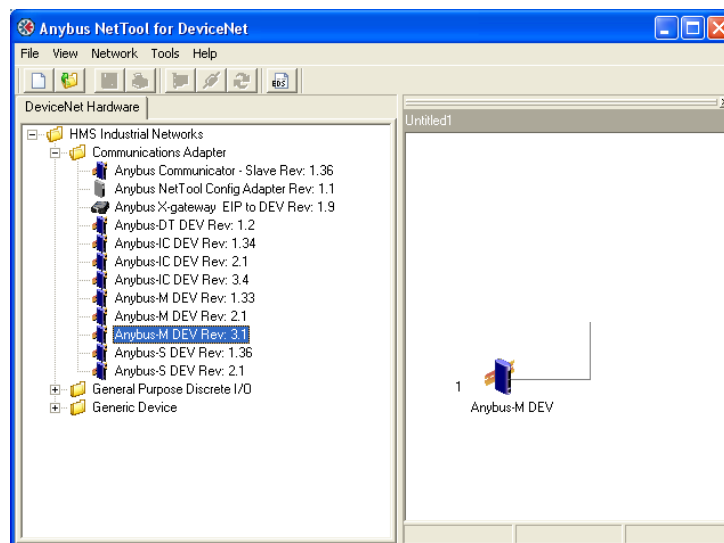 Anybus NetTool for DeviceNet
File View Network Tools Help
EDS
DeviceNet Hardware
Untitled1
HMS Industrial Networks
Communications Adapter
Anybus Communicator - Slave Rev: 1.36
Anybus NetTool Config Adapter Rev: 1.1
Anybus X-gateway EIP to DEV Rev: 1.9
Anybus-DT DEV Rev: 1.2
Anybus-IC DEV Rev: 1.34
Anybus-IC DEV Rev: 2.1
Anybus-IC DEV Rev: 3.4
Anybus-M DEV Rev: 1.33
Anybus-M DEV Rev: 2.1
Anybus-M DEV Rev: 3.1
Anybus-S DEV Rev: 1.36
Anybus-S DEV Rev: 2.1
General Purpose Discrete I/O
Generic Device
1
Anybus-M DEV